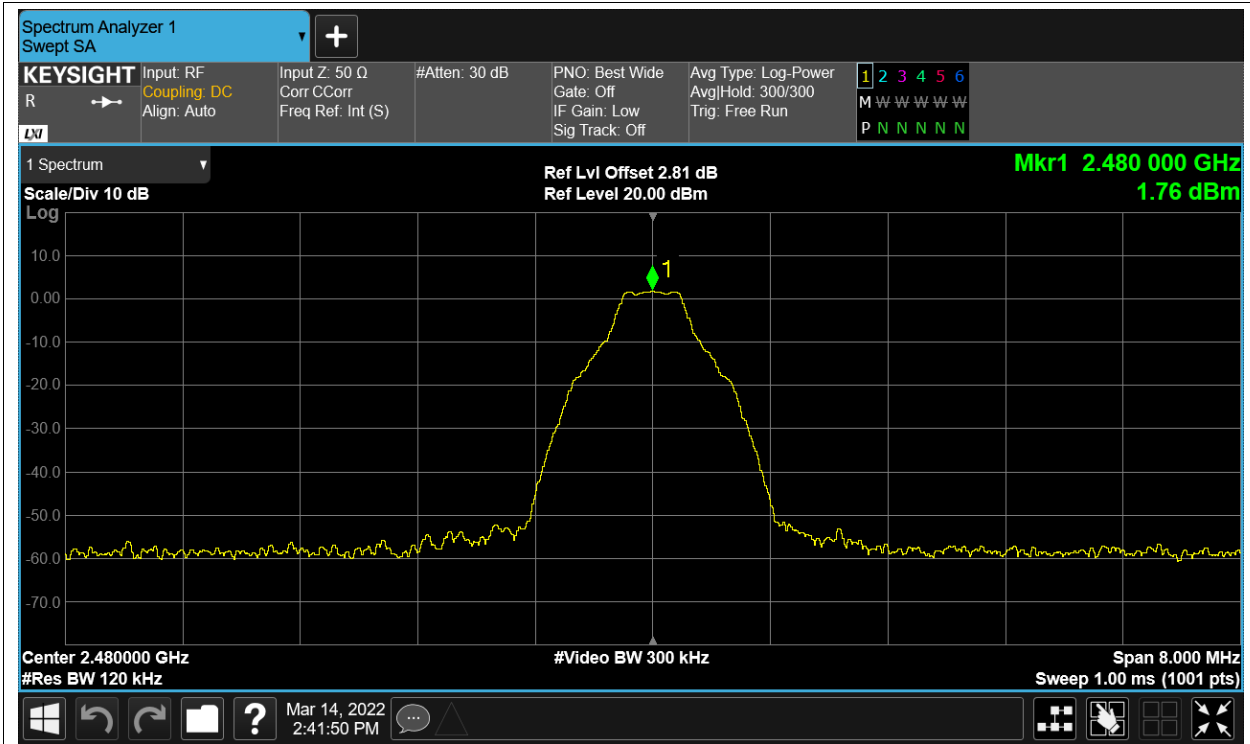 Spectrum Analyzer 1
Swept SA
KEYSIGHT
R
LXI
Input: RF
Coupling: DC
Align: Auto
Input Z: 50 Ω
Corr CCorr
Freq Ref: Int (S)
#Atten: 30 dB
PNO: Best Wide
Gate: Off
IF Gain: Low
Sig Track: Off
Avg Type: Log-Power
Avg|Hold: 300/300
Trig: Free Run
1 2 3 4 5 6
M W W W W W
P N N N N N
1 Spectrum
Scale/Div 10 dB
Ref Lvl Offset 2.81 dB
Ref Level 20.00 dBm
Mkr1 2.480 000 GHz
1.76 dBm
Log
10.0
0.00
-10.0
-20.0
-30.0
-40.0
-50.0
-60.0
-70.0
1
Center 2.480000 GHz
#Res BW 120 kHz
#Video BW 300 kHz
Span 8.000 MHz
Sweep 1.00 ms (1001 pts)
?
Mar 14, 2022
2:41:50 PM